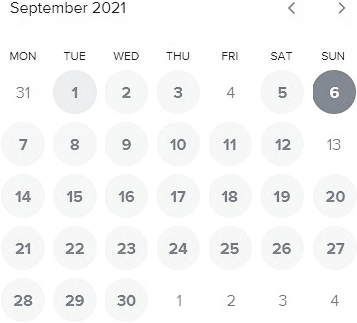 September 2021 < >
MON TUE WED THU FRI SAT SUN
31 1 2 3 4 5 6
7 8 9 10 11 12 13
14 15 16 17 18 19 20
21 22 23 24 25 26 27
28 29 30 1 2 3 4